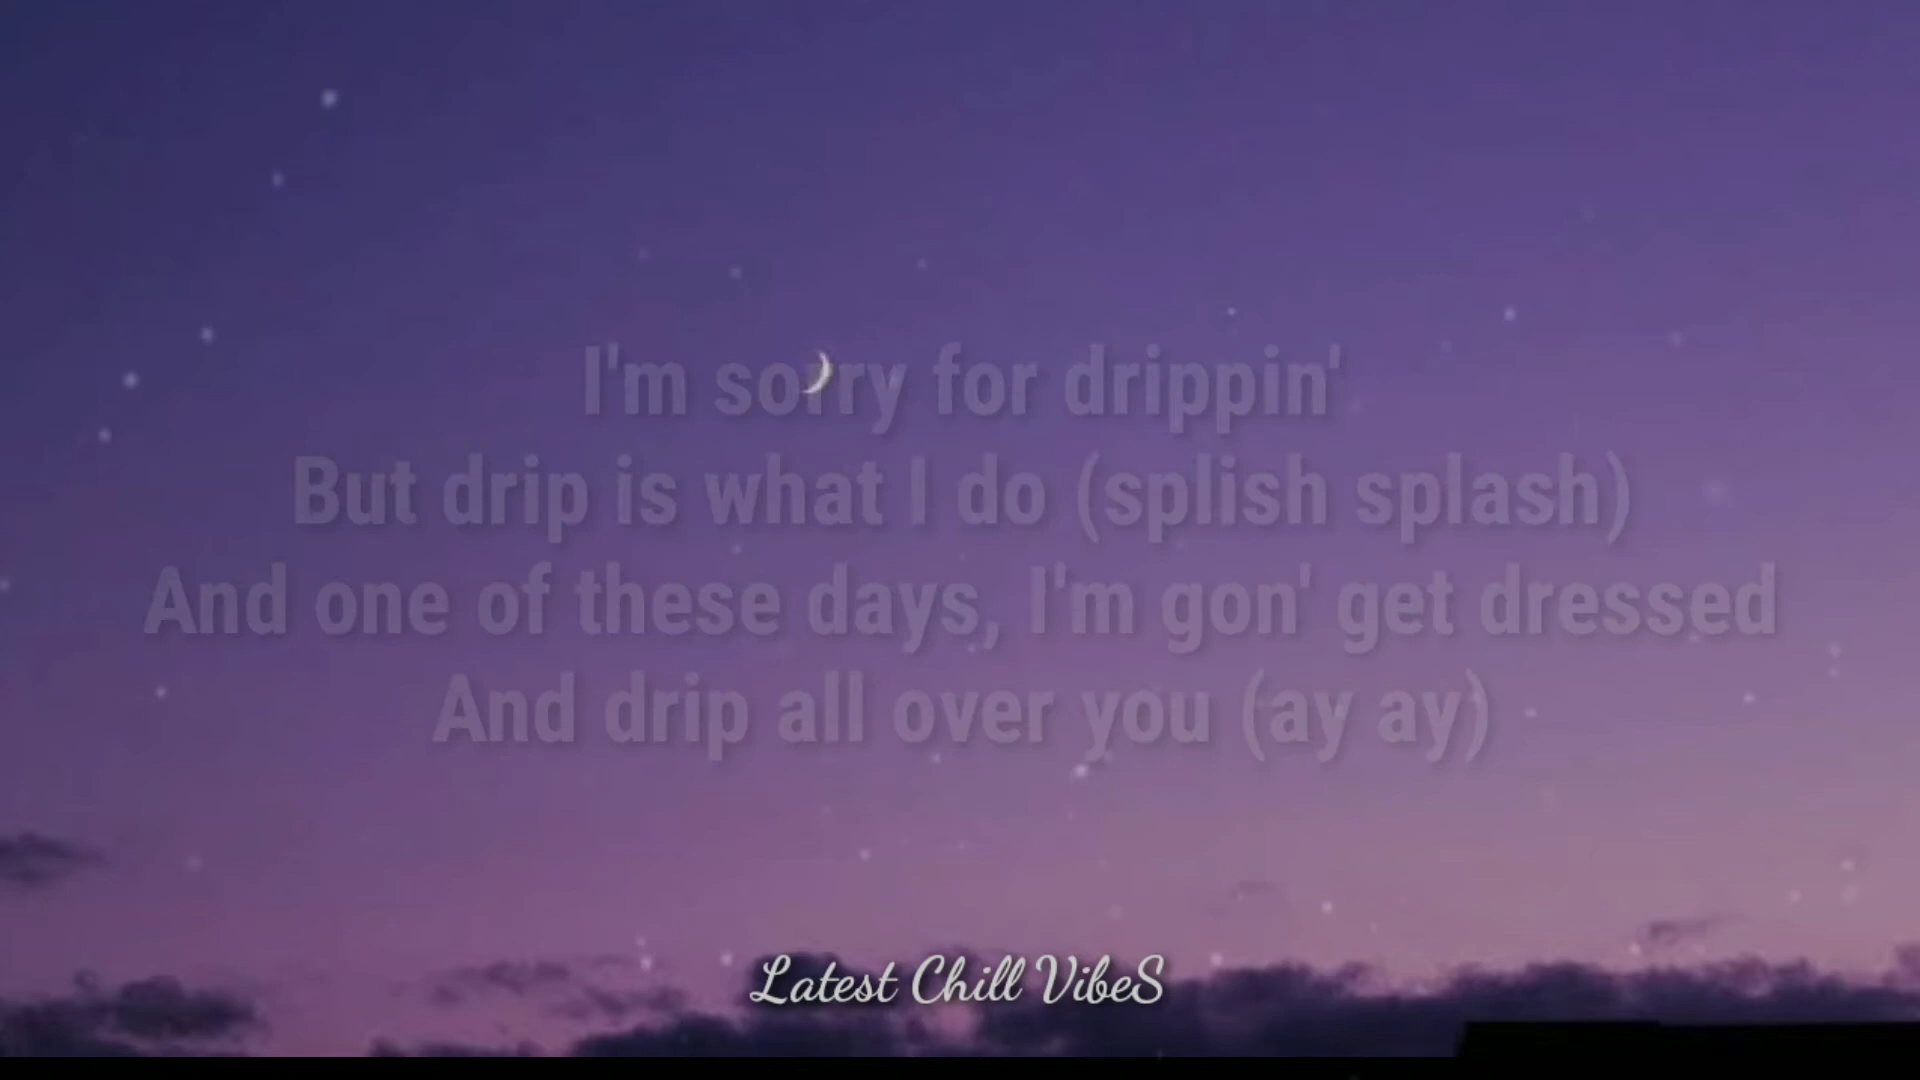 I'm sorry for drippin'
But drip is what I do (splish splash)
And one of these days, I'm gon' get dressed
And drip all over you (ay ay)
Latest Chill VibeS